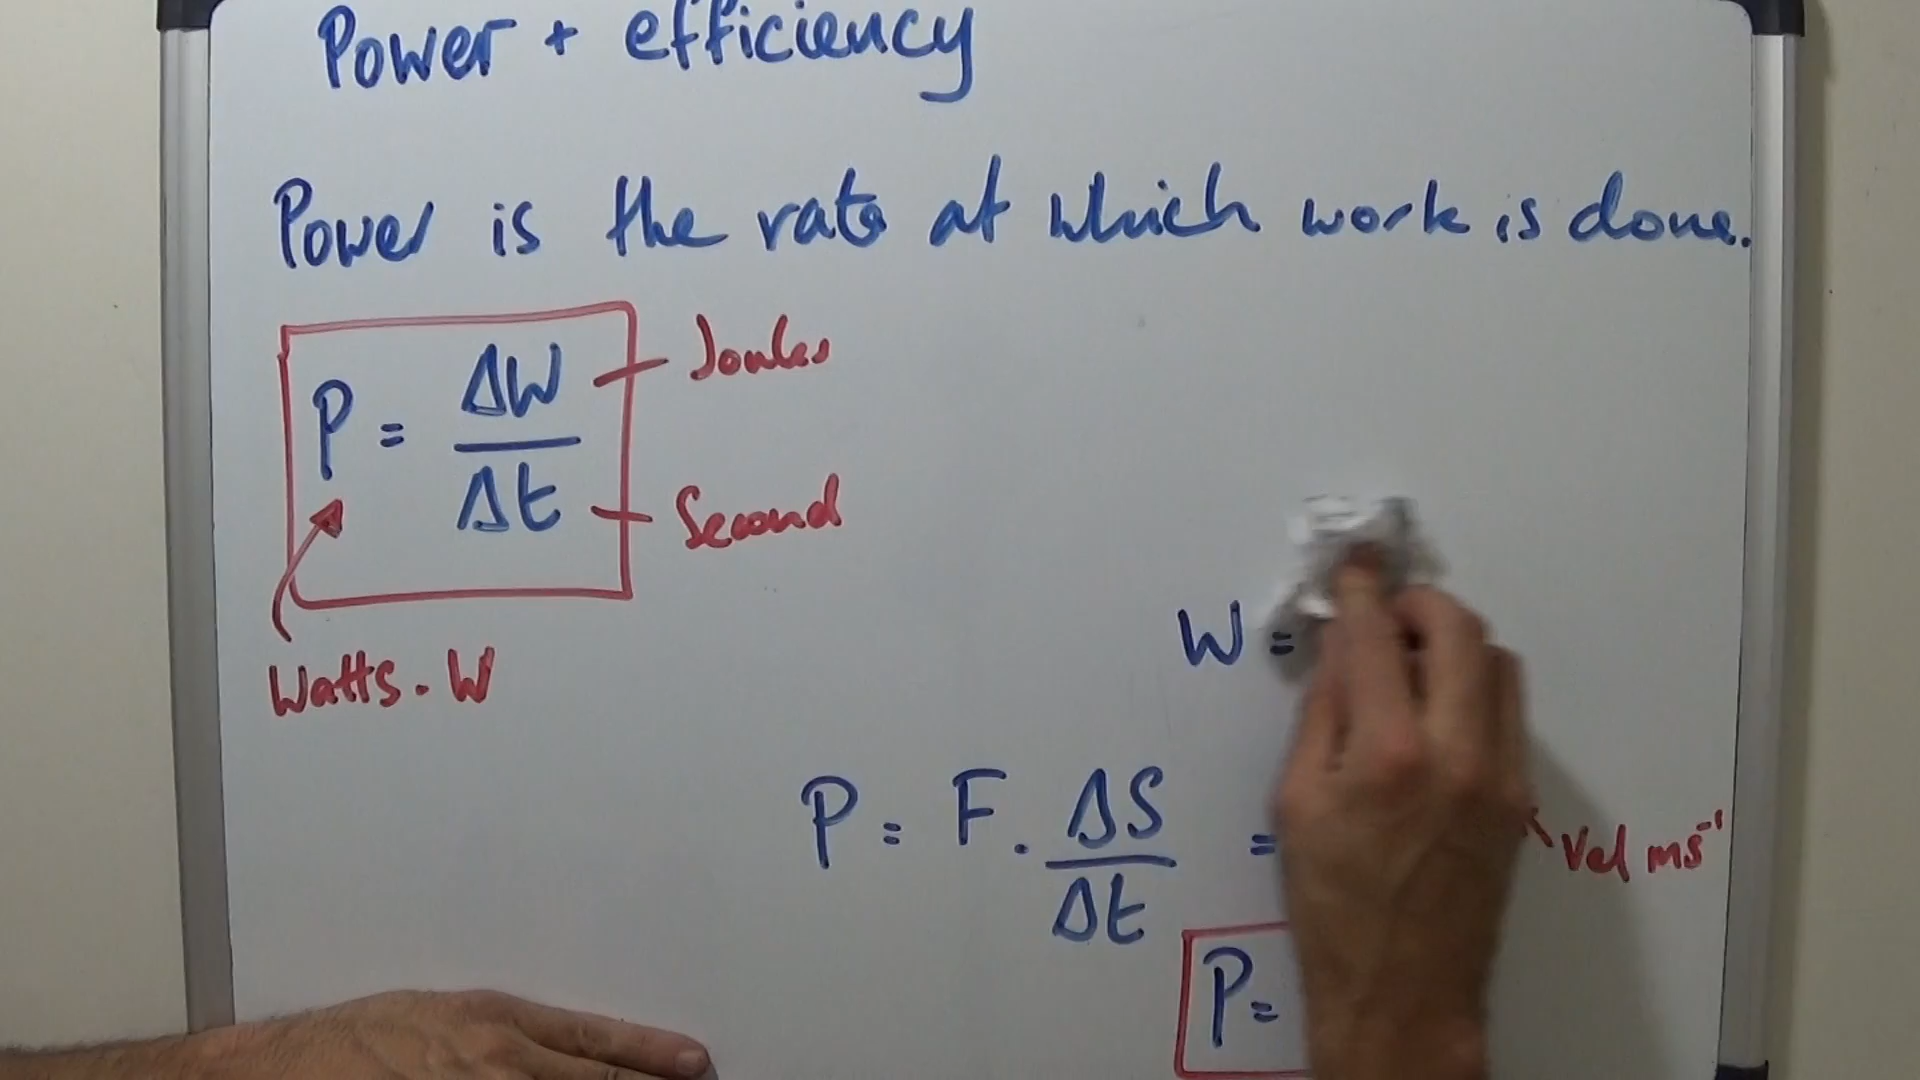 Power + efficiency
Power is the rate at which work is done.
P = ΔW/Δt
Joules
Second
Watts. W
W =
P = F. ΔS/Δt =
Vel ms⁻¹
P=